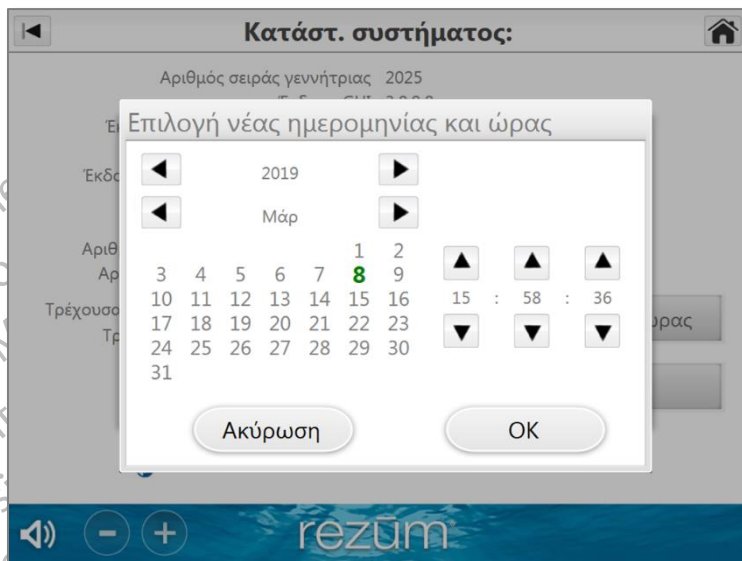 Κατάστ. συστήματος:
Αριθμός σειράς γεννήτριας 2025
Επιλογή νέας ημερομηνίας και ώρας
2019
Μάρ
1 2
3 4 5 6 7 8 9
10 11 12 13 14 15 16
17 18 19 20 21 22 23
24 25 26 27 28 29 30
31
15 : 58 : 36
Ακύρωση
OK
rezūm